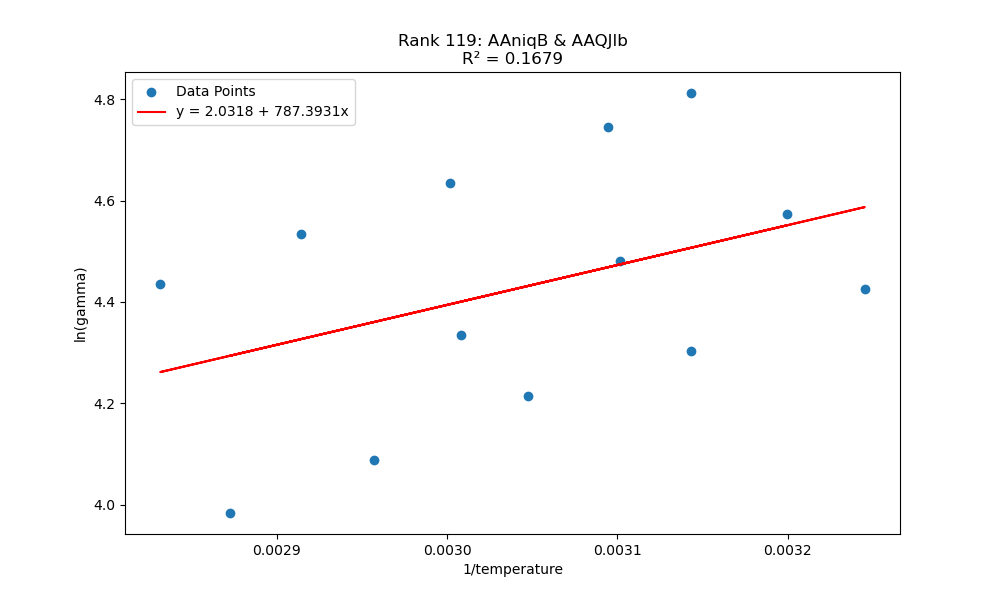 Rank 119: AAniqB & AAQJIb
R² = 0.1679
Data Points
y = 2.0318 + 787.3931x
4.8
4.6
4.4
4.2
4.0
ln(gamma)
0.0029
0.0030
0.0031
0.0032
1/temperature